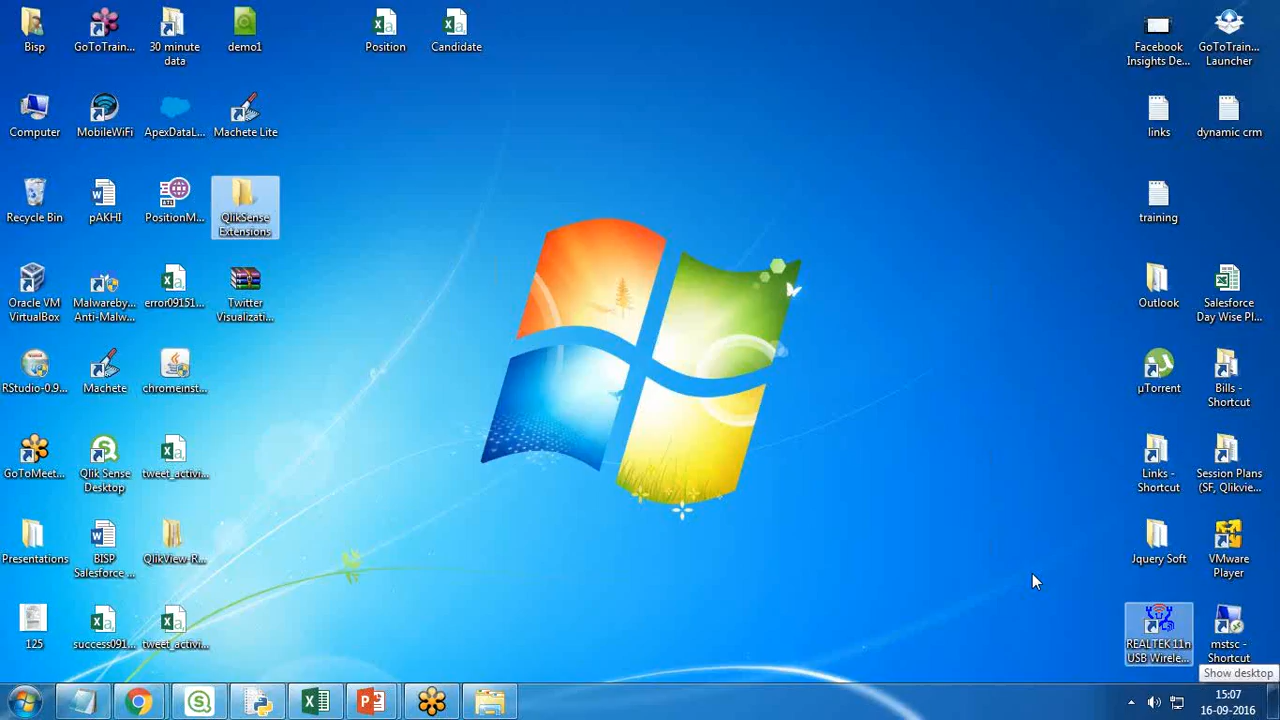 Bisp
GoToTrain...
30 minute
data
demo1
Position
Candidate
Facebook
Insights De...
GoToTrain...
Launcher
Computer
MobileWiFi
ApexDataL...
Machete Lite
links
dynamic crm
Recycle Bin
pAKHI
PositionM...
QlikSense
Extensions
training
Oracle VM
VirtualBox
Malwareby...
Anti-Malw...
error09151...
Twitter
Visualizati...
Outlook
Salesforce
Day Wise Pl...
RStudio-0.9...
Machete
chromeinst...
µTorrent
Bills -
Shortcut
GoToMeet...
Qlik Sense
Desktop
tweet_activi...
Links -
Shortcut
Session Plans
(SF, Qlikvie...
Presentations
BISP
Salesforce ...
QlikView-R...
Jquery Soft
VMware
Player
125
success091...
tweet_activi...
REALTEK 11n
USB Wirele...
mstsc -
Shortcut
Show desktop
15:07
16-09-2016